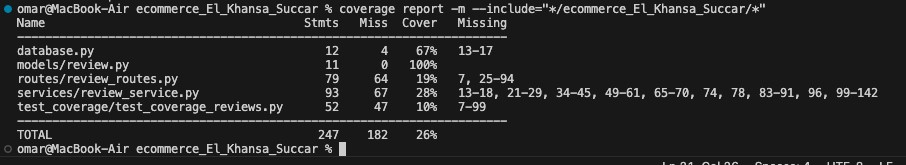 omar@MacBook-Air ecommerce_El_Khansa_Succar % coverage report -m --include="*/ecommerce_El_Khansa_Succar/*"
Name Stmts Miss Cover Missing
database.py 12 4 67% 13-17
models/review.py 11 0 100%
routes/review_routes.py 79 64 19% 7, 25-94
services/review_service.py 93 67 28% 13-18, 21-29, 34-45, 49-61, 65-70, 74, 78, 83-91, 96, 99-142
test_coverage/test_coverage_reviews.py 52 47 10% 7-99
TOTAL 247 182 26%
omar@MacBook-Air ecommerce_El_Khansa_Succar %